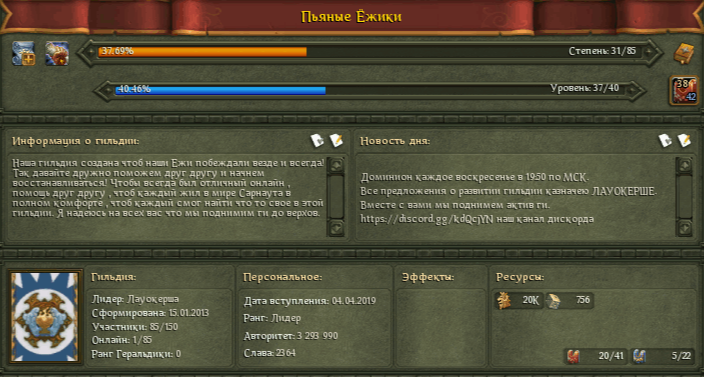 Пьяные Ёжики
37.69%
Степень: 31/85
40.46%
Уровень: 37/40
386
42
Информация о гильдии:
Наша гильдия создана чтоб наши Ежи побеждали везде и всегда!
Так давайте дружно поможем друг другу и начнем
восстанавливаться! Чтобы всегда был отличный онлайн ,
помощь друг другу , чтоб каждый жил в мире Сарнаута в
полном комфорте , чтоб каждый смог найти что то свое в этой
гильдии. Я надеюсь на всех вас что мы поднимим ги до верхов.
Новость дня:
Доминион каждое воскресенье в 19:50 по МСК.
Все предложения о развитии гильдии казначею ЛАУОКЕРШЕ.
Вместе с вами мы поднимем актив ги.
https://discord.gg/kdQcjYN наш канал дискорда
Гильдия:
Лидер: Лауокерша
Сформирована: 15.01.2013
Участники: 85/150
Онлайн: 1/85
Ранг Геральдики: 0
Персональное:
Дата вступления: 04.04.2019
Ранг: Лидер
Авторитет: 3 293 990
Слава: 2364
Эффекты:
Ресурсы:
20K
756
20/41
5/22